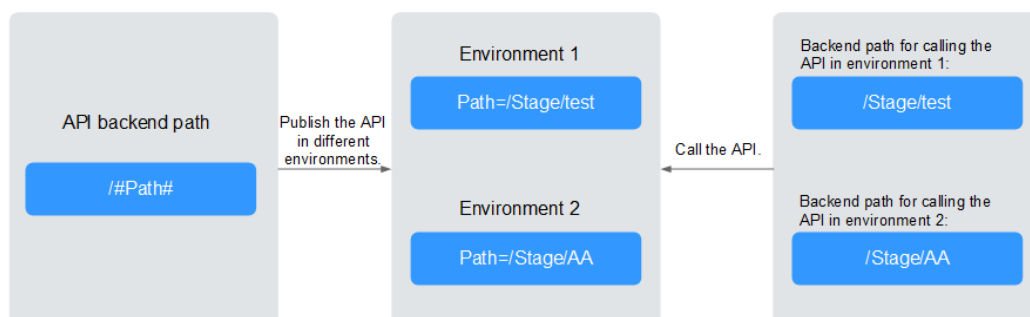 API backend path
/#Path#
Publish the API
in different
environments.
Environment 1
Path=/Stage/test
Environment 2
Path=/Stage/AA
Call the API.
Backend path for calling the
API in environment 1:
/Stage/test
Backend path for calling the
API in environment 2:
/Stage/AA